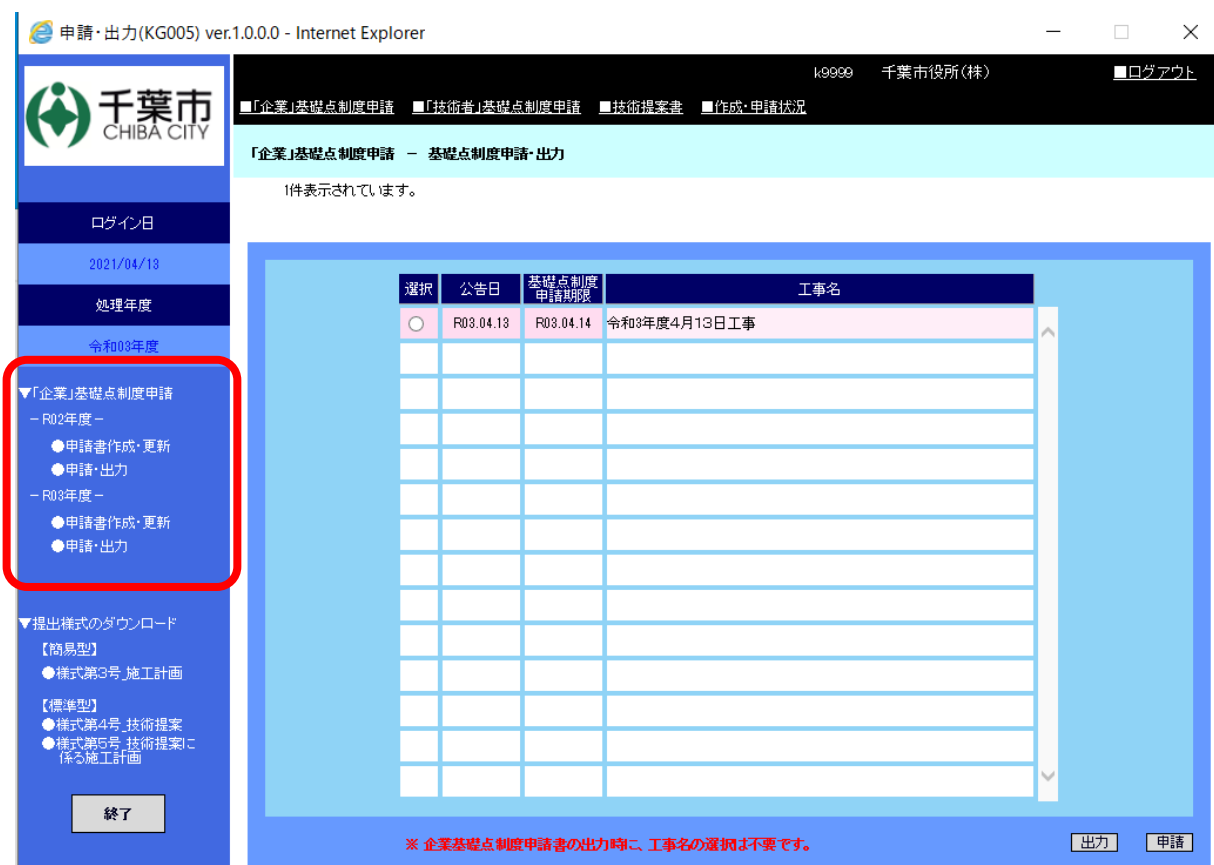 申請・出力(KG005) ver.1.0.0.0 - Internet Explorer
k9999 千葉市役所(株) ■ログアウト
■「企業」基礎点制度申請 ■「技術者」基礎点制度申請 ■技術提案書 ■作成・申請状況
千葉市
CHIBA CITY
「企業」基礎点制度申請 － 基礎点制度申請・出力
1件表示されています。
ログイン日
2021/04/13
処理年度
令和03年度
▼「企業」基礎点制度申請
－R02年度－
●申請書作成・更新
●申請・出力
－R03年度－
●申請書作成・更新
●申請・出力
▼提出様式のダウンロード
【簡易型】
●様式第3号_施工計画
【標準型】
●様式第4号_技術提案
●様式第5号_技術提案に
係る施工計画
終了
選択 公告日 基礎点制度 工事名
申請期限
R03.04.13 R03.04.14 令和3年度4月13日工事
※ 企業基礎点制度申請書の出力時に、工事名の選択は不要です。
出力 申請